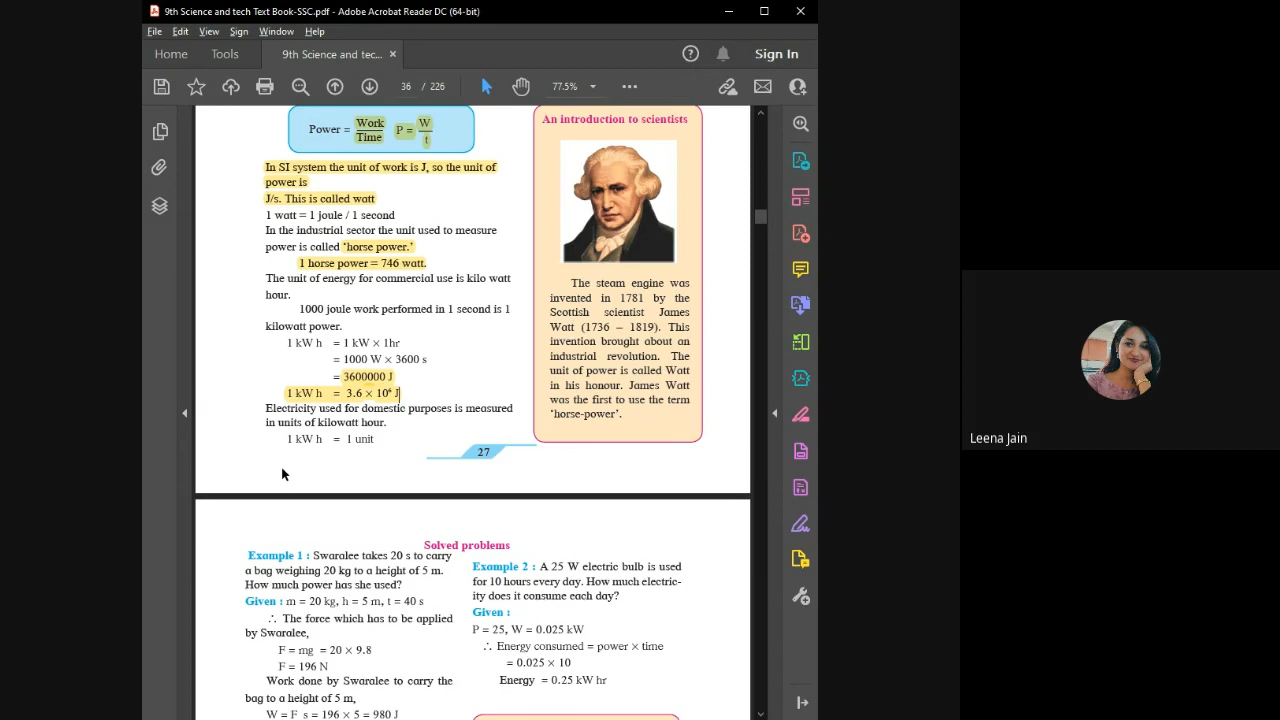 9th Science and tech Text Book-SSC.pdf - Adobe Acrobat Reader DC (64-bit)
File Edit View Sign Window Help
Home Tools 9th Science and tec... × Sign In
36 / 226 77.5%
Power = Work / Time P = W / t
In SI system the unit of work is J, so the unit of
power is
J/s. This is called watt
1 watt = 1 joule / 1 second
In the industrial sector the unit used to measure
power is called ‘horse power.’
1 horse power = 746 watt.
The unit of energy for commercial use is kilo watt
hour.
1000 joule work performed in 1 second is 1
kilowatt power.
1 kW h = 1 kW × 1hr
= 1000 W × 3600 s
= 3600000 J
1 kW h = 3.6 × 10⁶ J
Electricity used for domestic purposes is measured
in units of kilowatt hour.
1 kW h = 1 unit
An introduction to scientists
The steam engine was
invented in 1781 by the
Scottish scientist James
Watt (1736 – 1819). This
invention brought about an
industrial revolution. The
unit of power is called Watt
in his honour. James Watt
was the first to use the term
‘horse-power’.
27
Solved problems
Example 1 : Swaralee takes 20 s to carry
a bag weighing 20 kg to a height of 5 m.
How much power has she used?
Given : m = 20 kg, h = 5 m, t = 40 s
∴ The force which has to be applied
by Swaralee,
F = mg = 20 × 9.8
F = 196 N
Work done by Swaralee to carry the
bag to a height of 5 m,
W = F s = 196 × 5 = 980 J
Example 2 : A 25 W electric bulb is used
for 10 hours every day. How much electric-
ity does it consume each day?
Given :
P = 25, W = 0.025 kW
∴ Energy consumed = power × time
= 0.025 × 10
Energy = 0.25 kW hr
Leena Jain